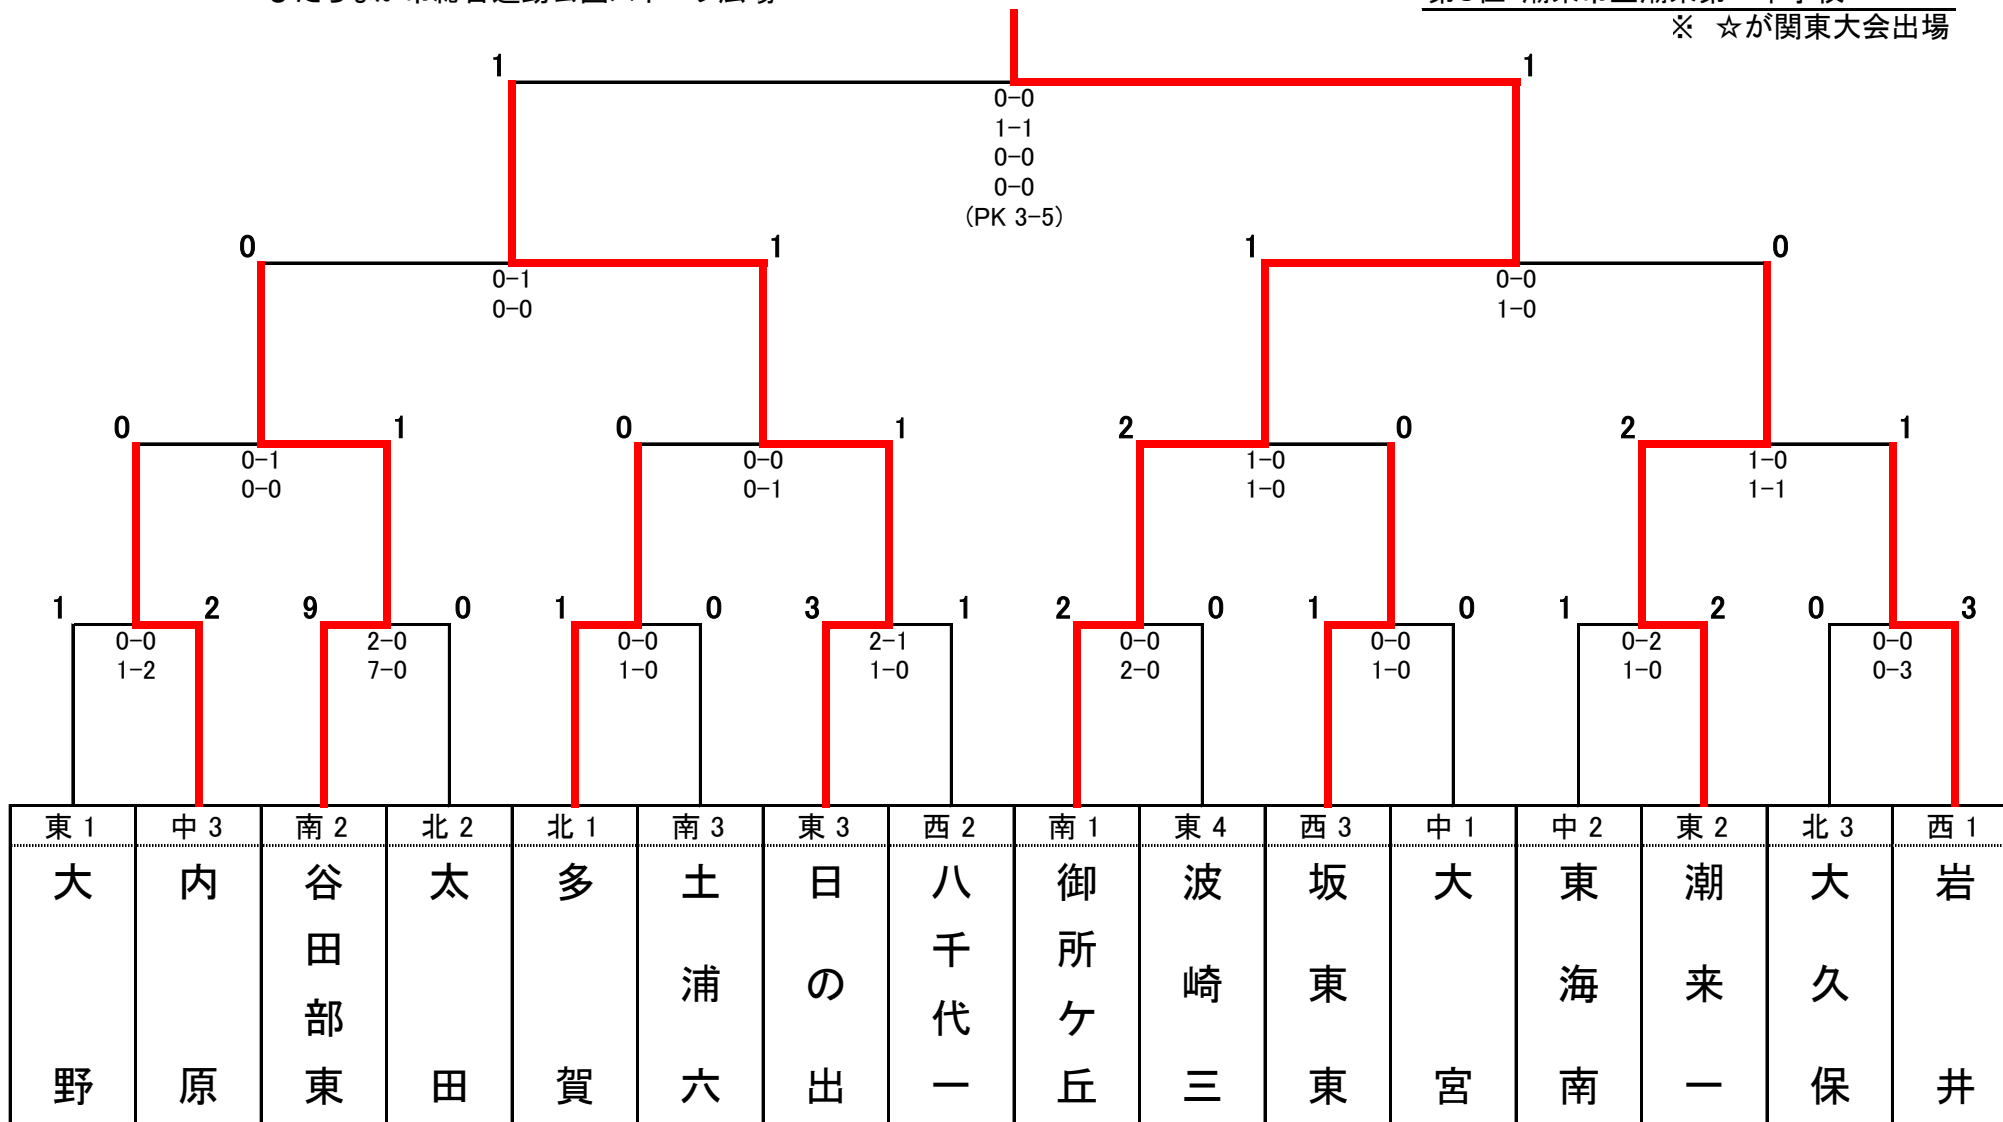 ※ ☆が関東大会出場
1 1
0-0
1-1
0-0
0-0
(PK 3-5)
0 1 1 0
0-1 0-0
0-0 1-0
0 1 0 1 2 0 2 1
0-1 0-0 1-0 1-0
0-0 0-1 1-0 1-1
1 2 9 0 1 0 3 1 2 0 1 0 1 2 0 3
0-0 2-0 0-0 2-1 0-0 0-0 0-2 0-0
1-2 7-0 1-0 1-0 2-0 1-0 1-0 0-3
東1 中3 南2 北2 北1 南3 東3 西2 南1 東4 西3 中1 中2 東2 北3 西1
大野
内原
谷田部東
太田
多賀
土浦六
日の出
八千代一
御所ケ丘
波崎三
坂東東
大宮
東海南
潮来一
大久保
岩井